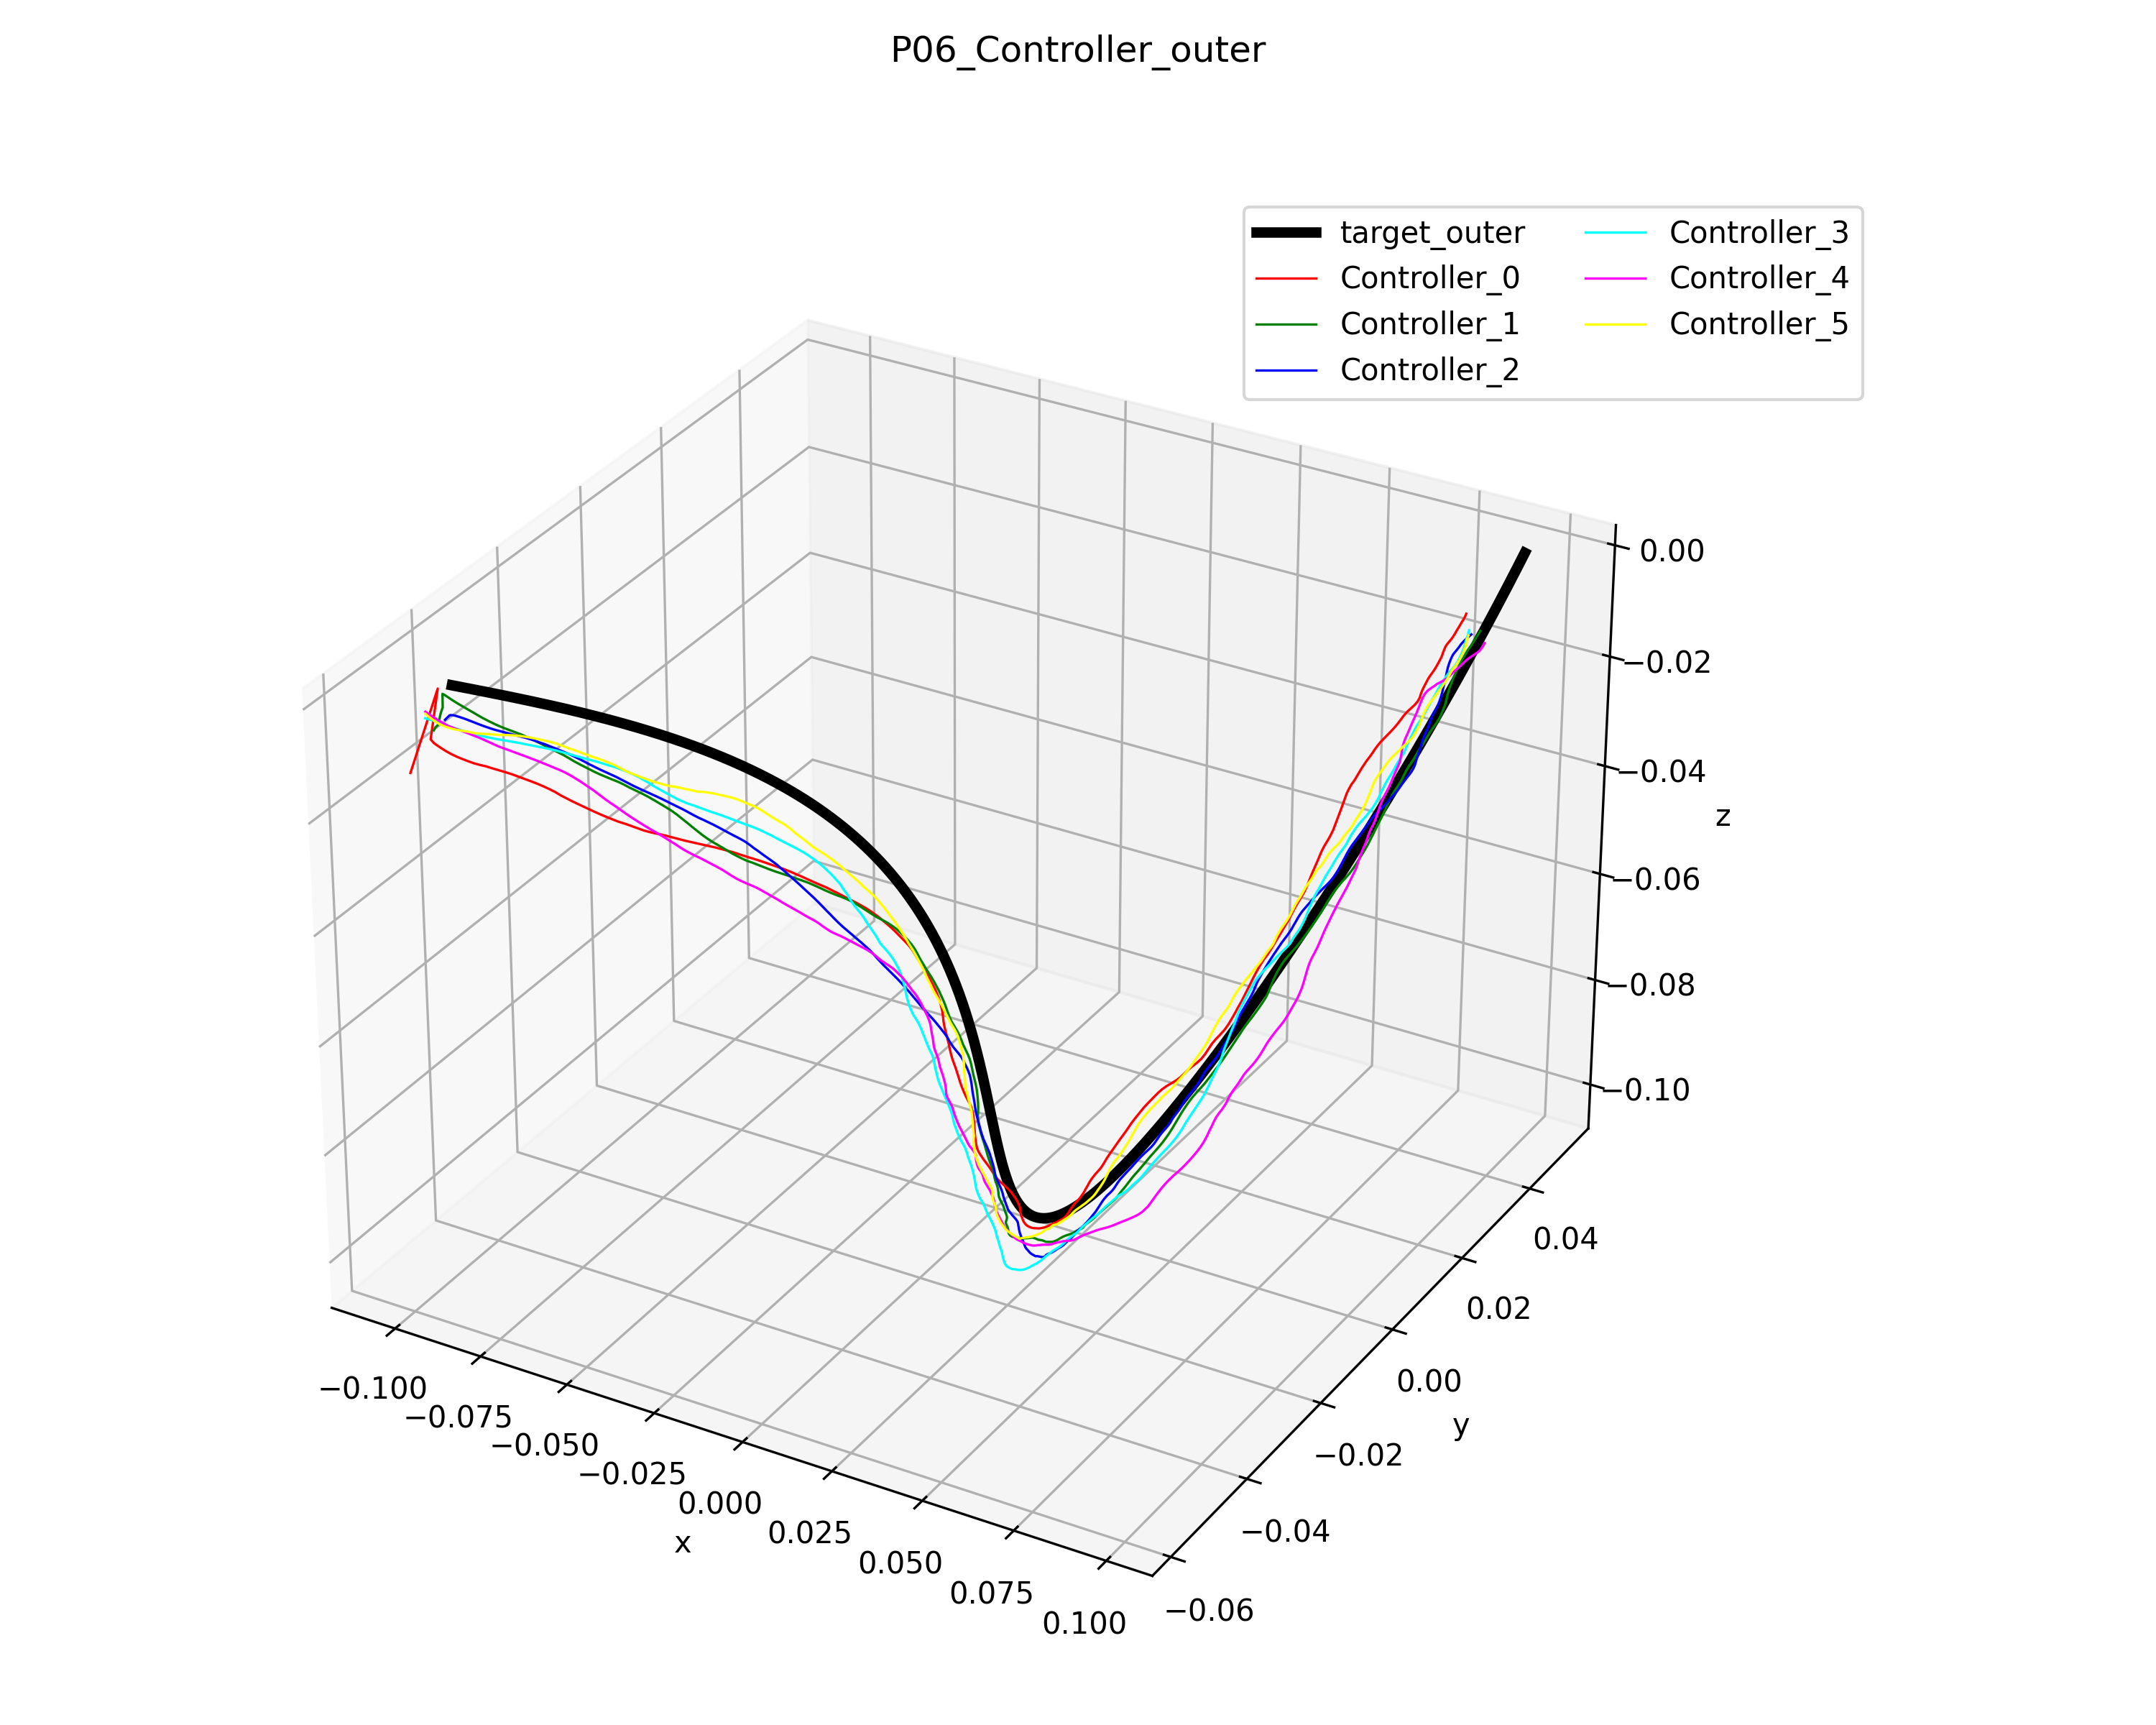 P06_Controller_outer
target_outer
Controller_0
Controller_1
Controller_2
Controller_3
Controller_4
Controller_5
0.00
−0.02
−0.04
−0.06
−0.08
−0.10
z
0.04
0.02
0.00
−0.02
−0.04
−0.06
y
−0.100
−0.075
−0.050
−0.025
0.000
0.025
0.050
0.075
0.100
x